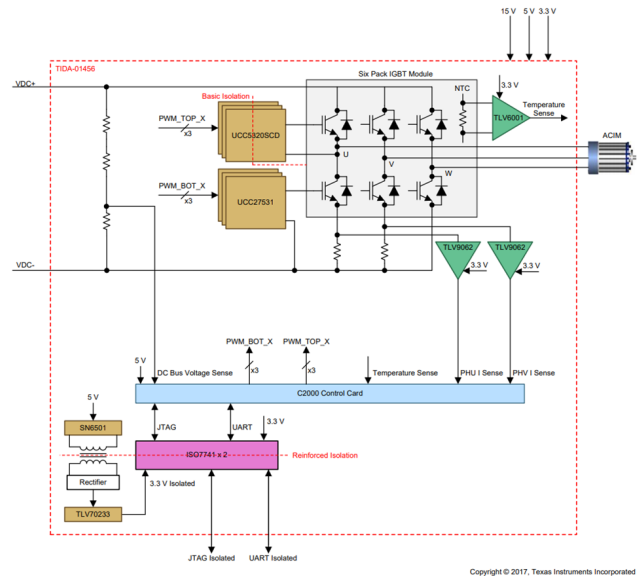 15 V 5 V 3.3 V
TIDA-01456
VDC+
Six Pack IGBT Module
Basic Isolation
NTC
3.3 V
PWM_TOP_X
x3
UCC5320SCD
TLV6001
Temperature
Sense
ACIM
U
V
W
PWM_BOT_X
x3
UCC27531
TLV9062
TLV9062
VDC-
3.3 V
3.3 V
PWM_BOT_X
PWM_TOP_X
5 V
DC Bus Voltage Sense
x3
x3
Temperature Sense
PHU I Sense
PHV I Sense
C2000 Control Card
5 V
JTAG
UART
3.3 V
SN6501
ISO7741 x 2
Reinforced Isolation
Rectifier
3.3 V Isolated
TLV70233
JTAG Isolated
UART Isolated
Copyright © 2017, Texas Instruments Incorporated